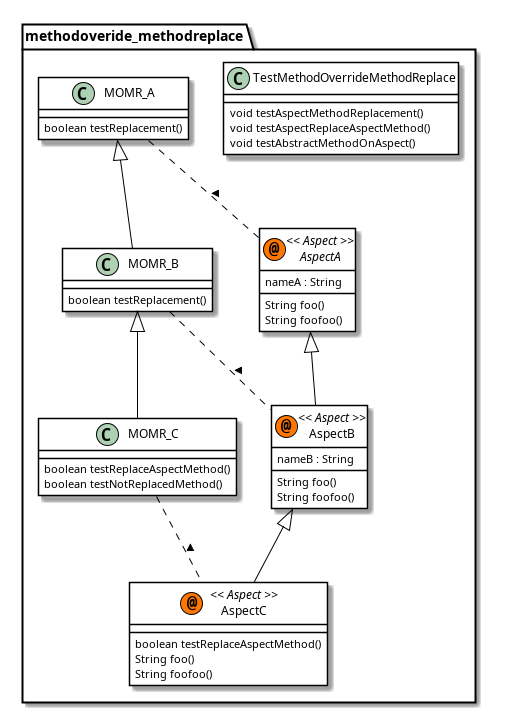 methodoveride_methodreplace
C MOMR_A
boolean testReplacement()
C TestMethodOverrideMethodReplace
void testAspectMethodReplacement()
void testAspectReplaceAspectMethod()
void testAbstractMethodOnAspect()
C MOMR_B
boolean testReplacement()
@ << Aspect >>
AspectA
nameA : String
String foo()
String foofoo()
C MOMR_C
boolean testReplaceAspectMethod()
boolean testNotReplacedMethod()
@ << Aspect >>
AspectB
nameB : String
String foo()
String foofoo()
@ << Aspect >>
AspectC
boolean testReplaceAspectMethod()
String foo()
String foofoo()